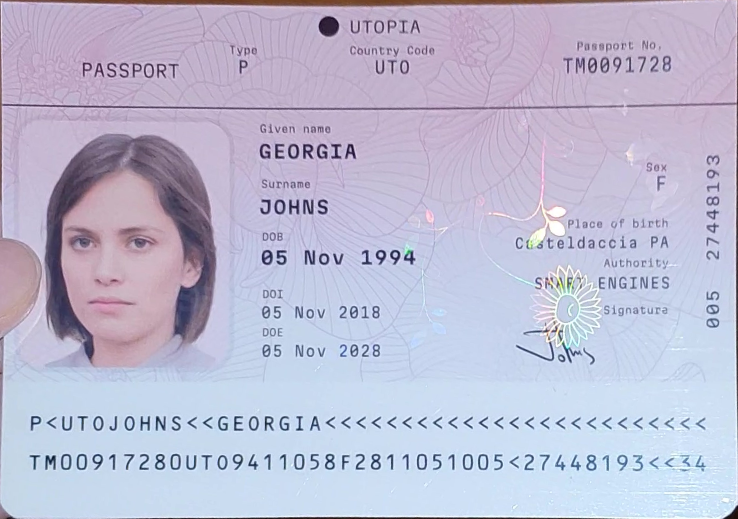 UTOPIA
PASSPORT
Type
P
Country Code
UTO
Passport No.
TM0091728
Given name
GEORGIA
Surname
JOHNS
DOB
05 Nov 1994
DOI
05 Nov 2018
DOE
05 Nov 2028
Sex
F
Place of birth
Casteldaccia PA
Authority
SMART ENGINES
Signature
Johns
005 27448193
P<UTOJOHNS<<GEORGIA<<<<<<<<<<<<<<<<<<<<<<<<<
TM00917280UTO9411058F2811051005<27448193<<34